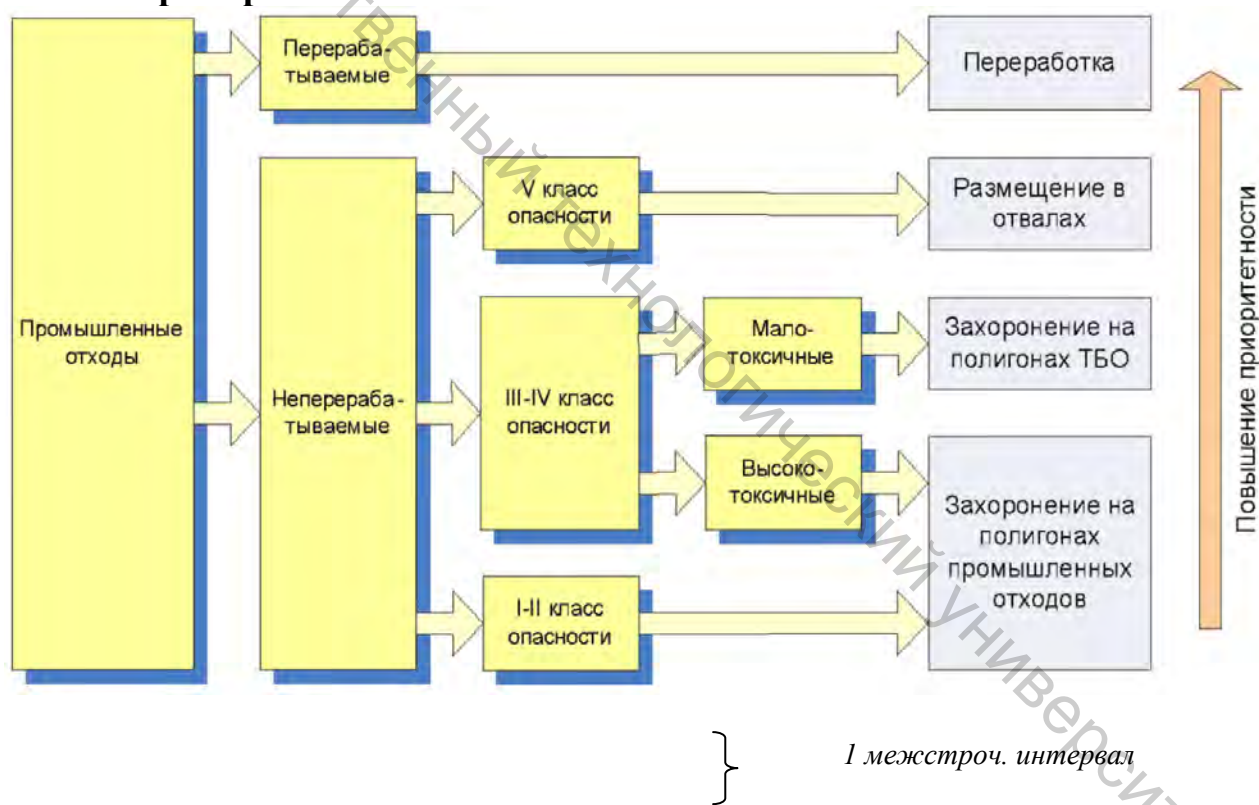 Перераба-
тываемые
Переработка
V класс
опасности
Размещение в
отвалах
Промышленные
отходы
Неперераба-
тываемые
III-IV класс
опасности
Мало-
токсичные
Захоронение на
полигонах ТБО
Высоко-
токсичные
Захоронение на
полигонах
промышленных
отходов
I-II класс
опасности
Повышение приоритетности
1 межстроч. интервал
технологический